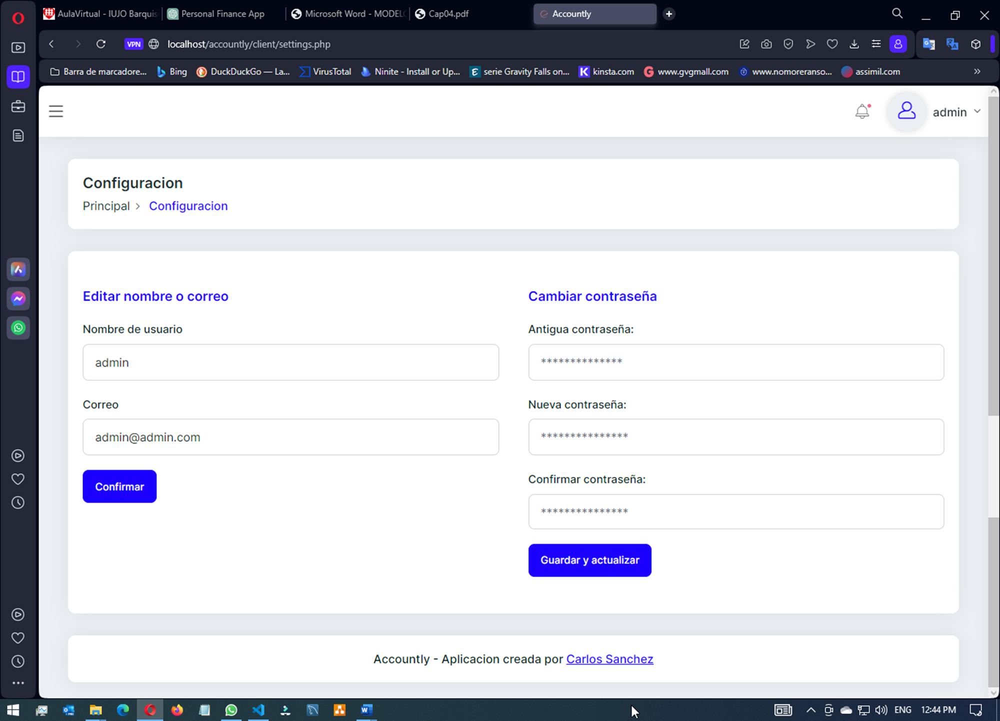 AulaVirtual - IUJO Barquis
Personal Finance App
Microsoft Word - MODEL
Cap04.pdf
Accountly
VPN
localhost/accountly/client/settings.php
Barra de marcadore...
Bing
DuckDuckGo — La...
VirusTotal
Ninite - Install or Up...
serie Gravity Falls on...
kinsta.com
www.gvgmall.com
www.nomoreranso...
assimil.com
admin
Configuracion
Principal > Configuracion
Editar nombre o correo
Nombre de usuario
admin
Correo
admin@admin.com
Confirmar
Cambiar contraseña
Antigua contraseña:
**************
Nueva contraseña:
***************
Confirmar contraseña:
***************
Guardar y actualizar
Accountly - Aplicacion creada por Carlos Sanchez
ENG
12:44 PM